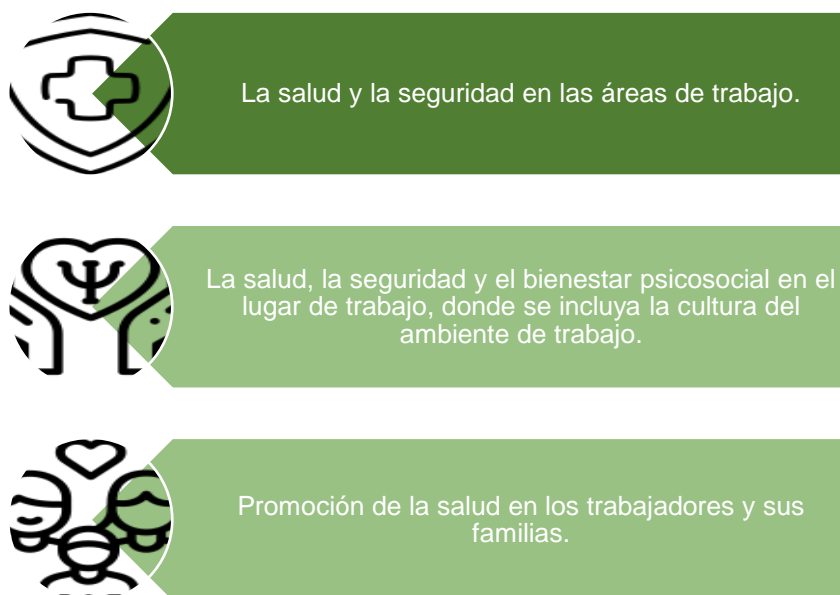 La salud y la seguridad en las áreas de trabajo.
La salud, la seguridad y el bienestar psicosocial en el
lugar de trabajo, donde se incluya la cultura del
ambiente de trabajo.
Promoción de la salud en los trabajadores y sus
familias.